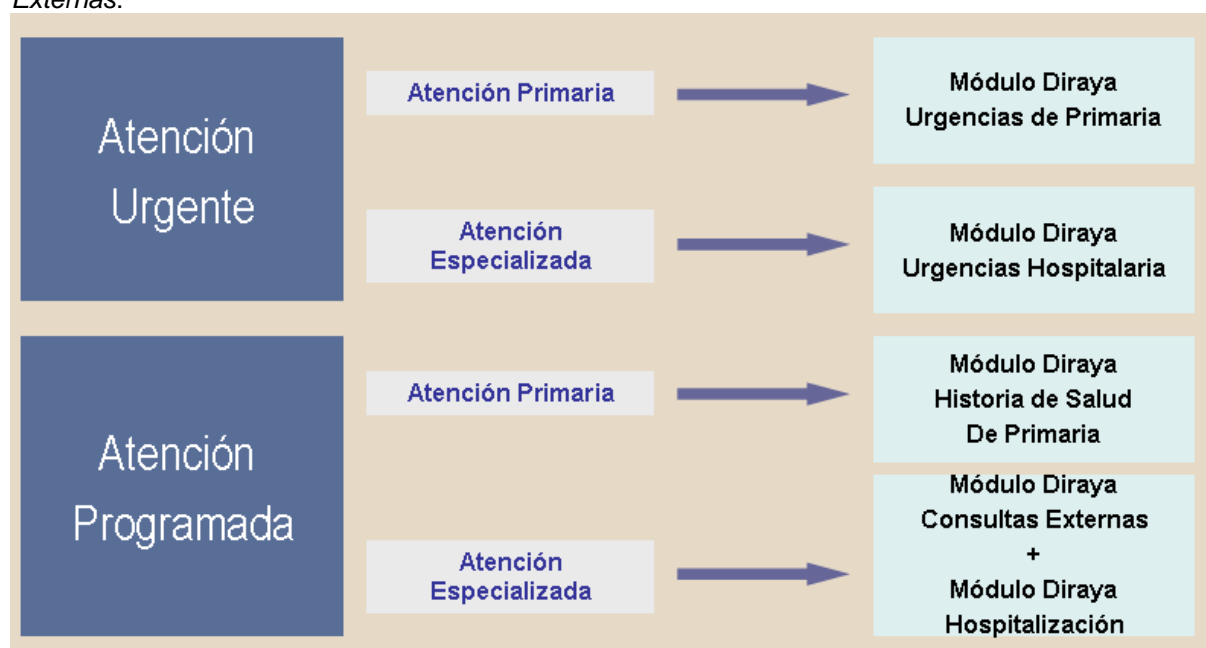 Externas.
Atención
Urgente
Atención Primaria
Módulo Diraya
Urgencias de Primaria
Atención
Especializada
Módulo Diraya
Urgencias Hospitalaria
Atención
Programada
Atención Primaria
Módulo Diraya
Historia de Salud
De Primaria
Atención
Especializada
Módulo Diraya
Consultas Externas
+
Módulo Diraya
Hospitalización